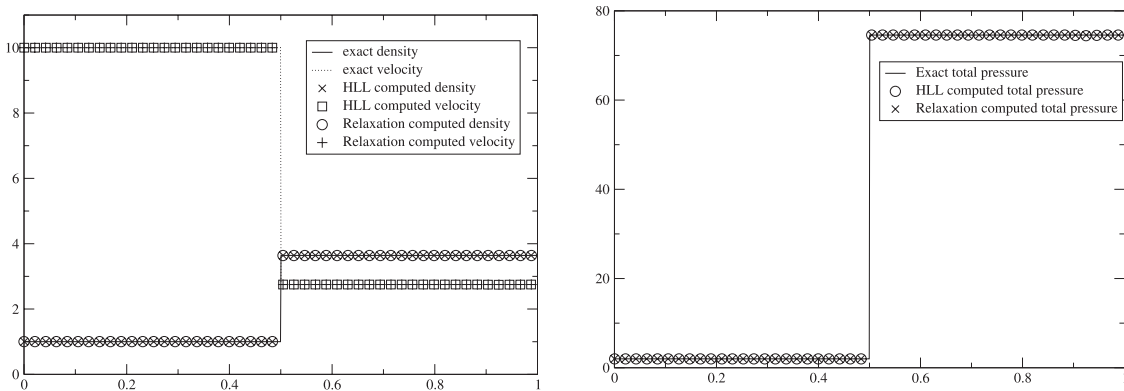 10
8
6
4
2
0
0
0.2
0.4
0.6
0.8
1
exact density
exact velocity
HLL computed density
HLL computed velocity
Relaxation computed density
Relaxation computed velocity
80
60
40
20
0
0
0.2
0.4
0.6
0.8
Exact total pressure
HLL computed total pressure
Relaxation computed total pressure